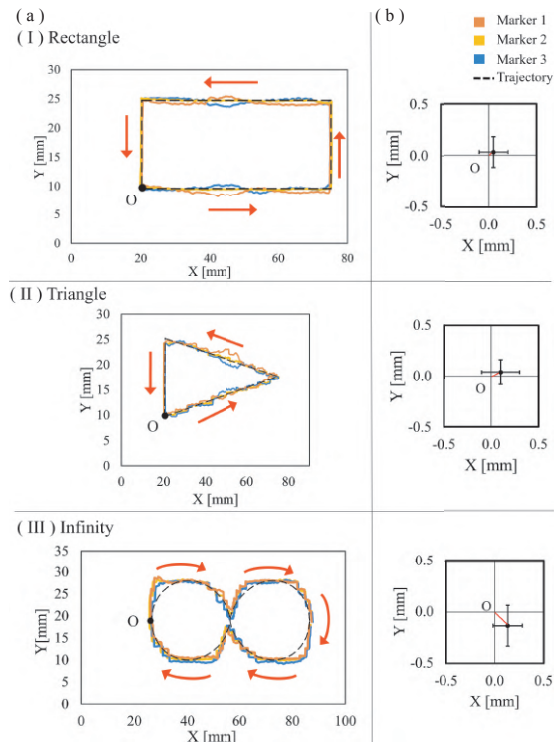 ( a )
( b )
( I ) Rectangle
Marker 1
Marker 2
Marker 3
Trajectory
30
25
20
15
10
5
0
Y [mm]
O
0
20
40
60
80
X [mm]
0.5
0.0
-0.5
Y [mm]
O
-0.5
0.0
0.5
X [mm]
( II ) Triangle
30
25
20
15
10
5
0
Y [mm]
O
0
20
40
60
80
X [mm]
0.5
0.0
-0.5
Y [mm]
O
-0.5
0.0
0.5
X [mm]
( III ) Infinity
35
30
25
20
15
10
5
0
Y[mm]
O
0
20
40
60
80
100
X [mm]
0.5
0.0
-0.5
Y [mm]
O
-0.5
0.0
0.5
X [mm]